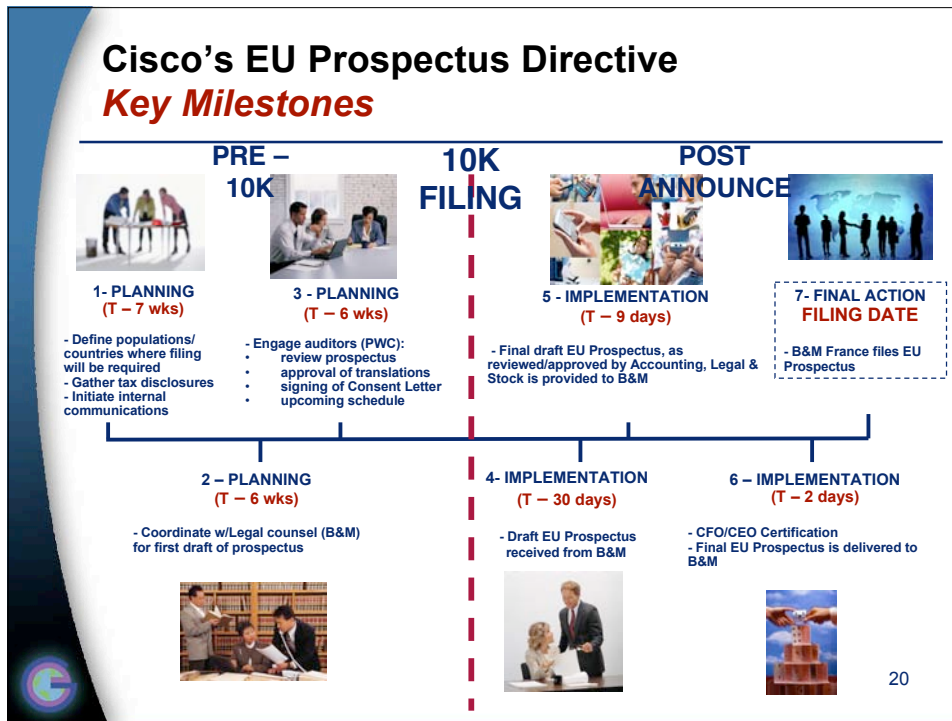 Cisco's EU Prospectus Directive
Key Milestones
PRE –
10K
10K
FILING
POST
ANNOUNCE
1- PLANNING
(T – 7 wks)
- Define populations/
countries where filing
will be required
- Gather tax disclosures
- Initiate internal
communications
3 - PLANNING
(T – 6 wks)
- Engage auditors (PWC):
• review prospectus
• approval of translations
• signing of Consent Letter
• upcoming schedule
5 - IMPLEMENTATION
(T – 9 days)
- Final draft EU Prospectus, as
reviewed/approved by Accounting, Legal &
Stock is provided to B&M
7- FINAL ACTION
FILING DATE
- B&M France files EU
Prospectus
2 – PLANNING
(T – 6 wks)
- Coordinate w/Legal counsel (B&M)
for first draft of prospectus
4- IMPLEMENTATION
(T – 30 days)
- Draft EU Prospectus
received from B&M
6 – IMPLEMENTATION
(T – 2 days)
- CFO/CEO Certification
- Final EU Prospectus is delivered to
B&M
20